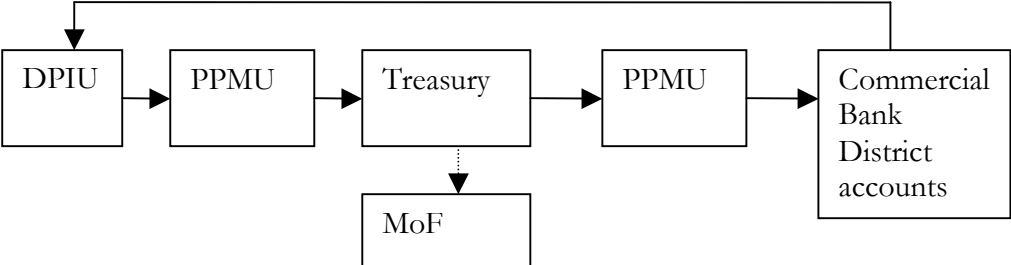 DPIU
PPMU
Treasury
PPMU
Commercial
Bank
District
accounts
MoF